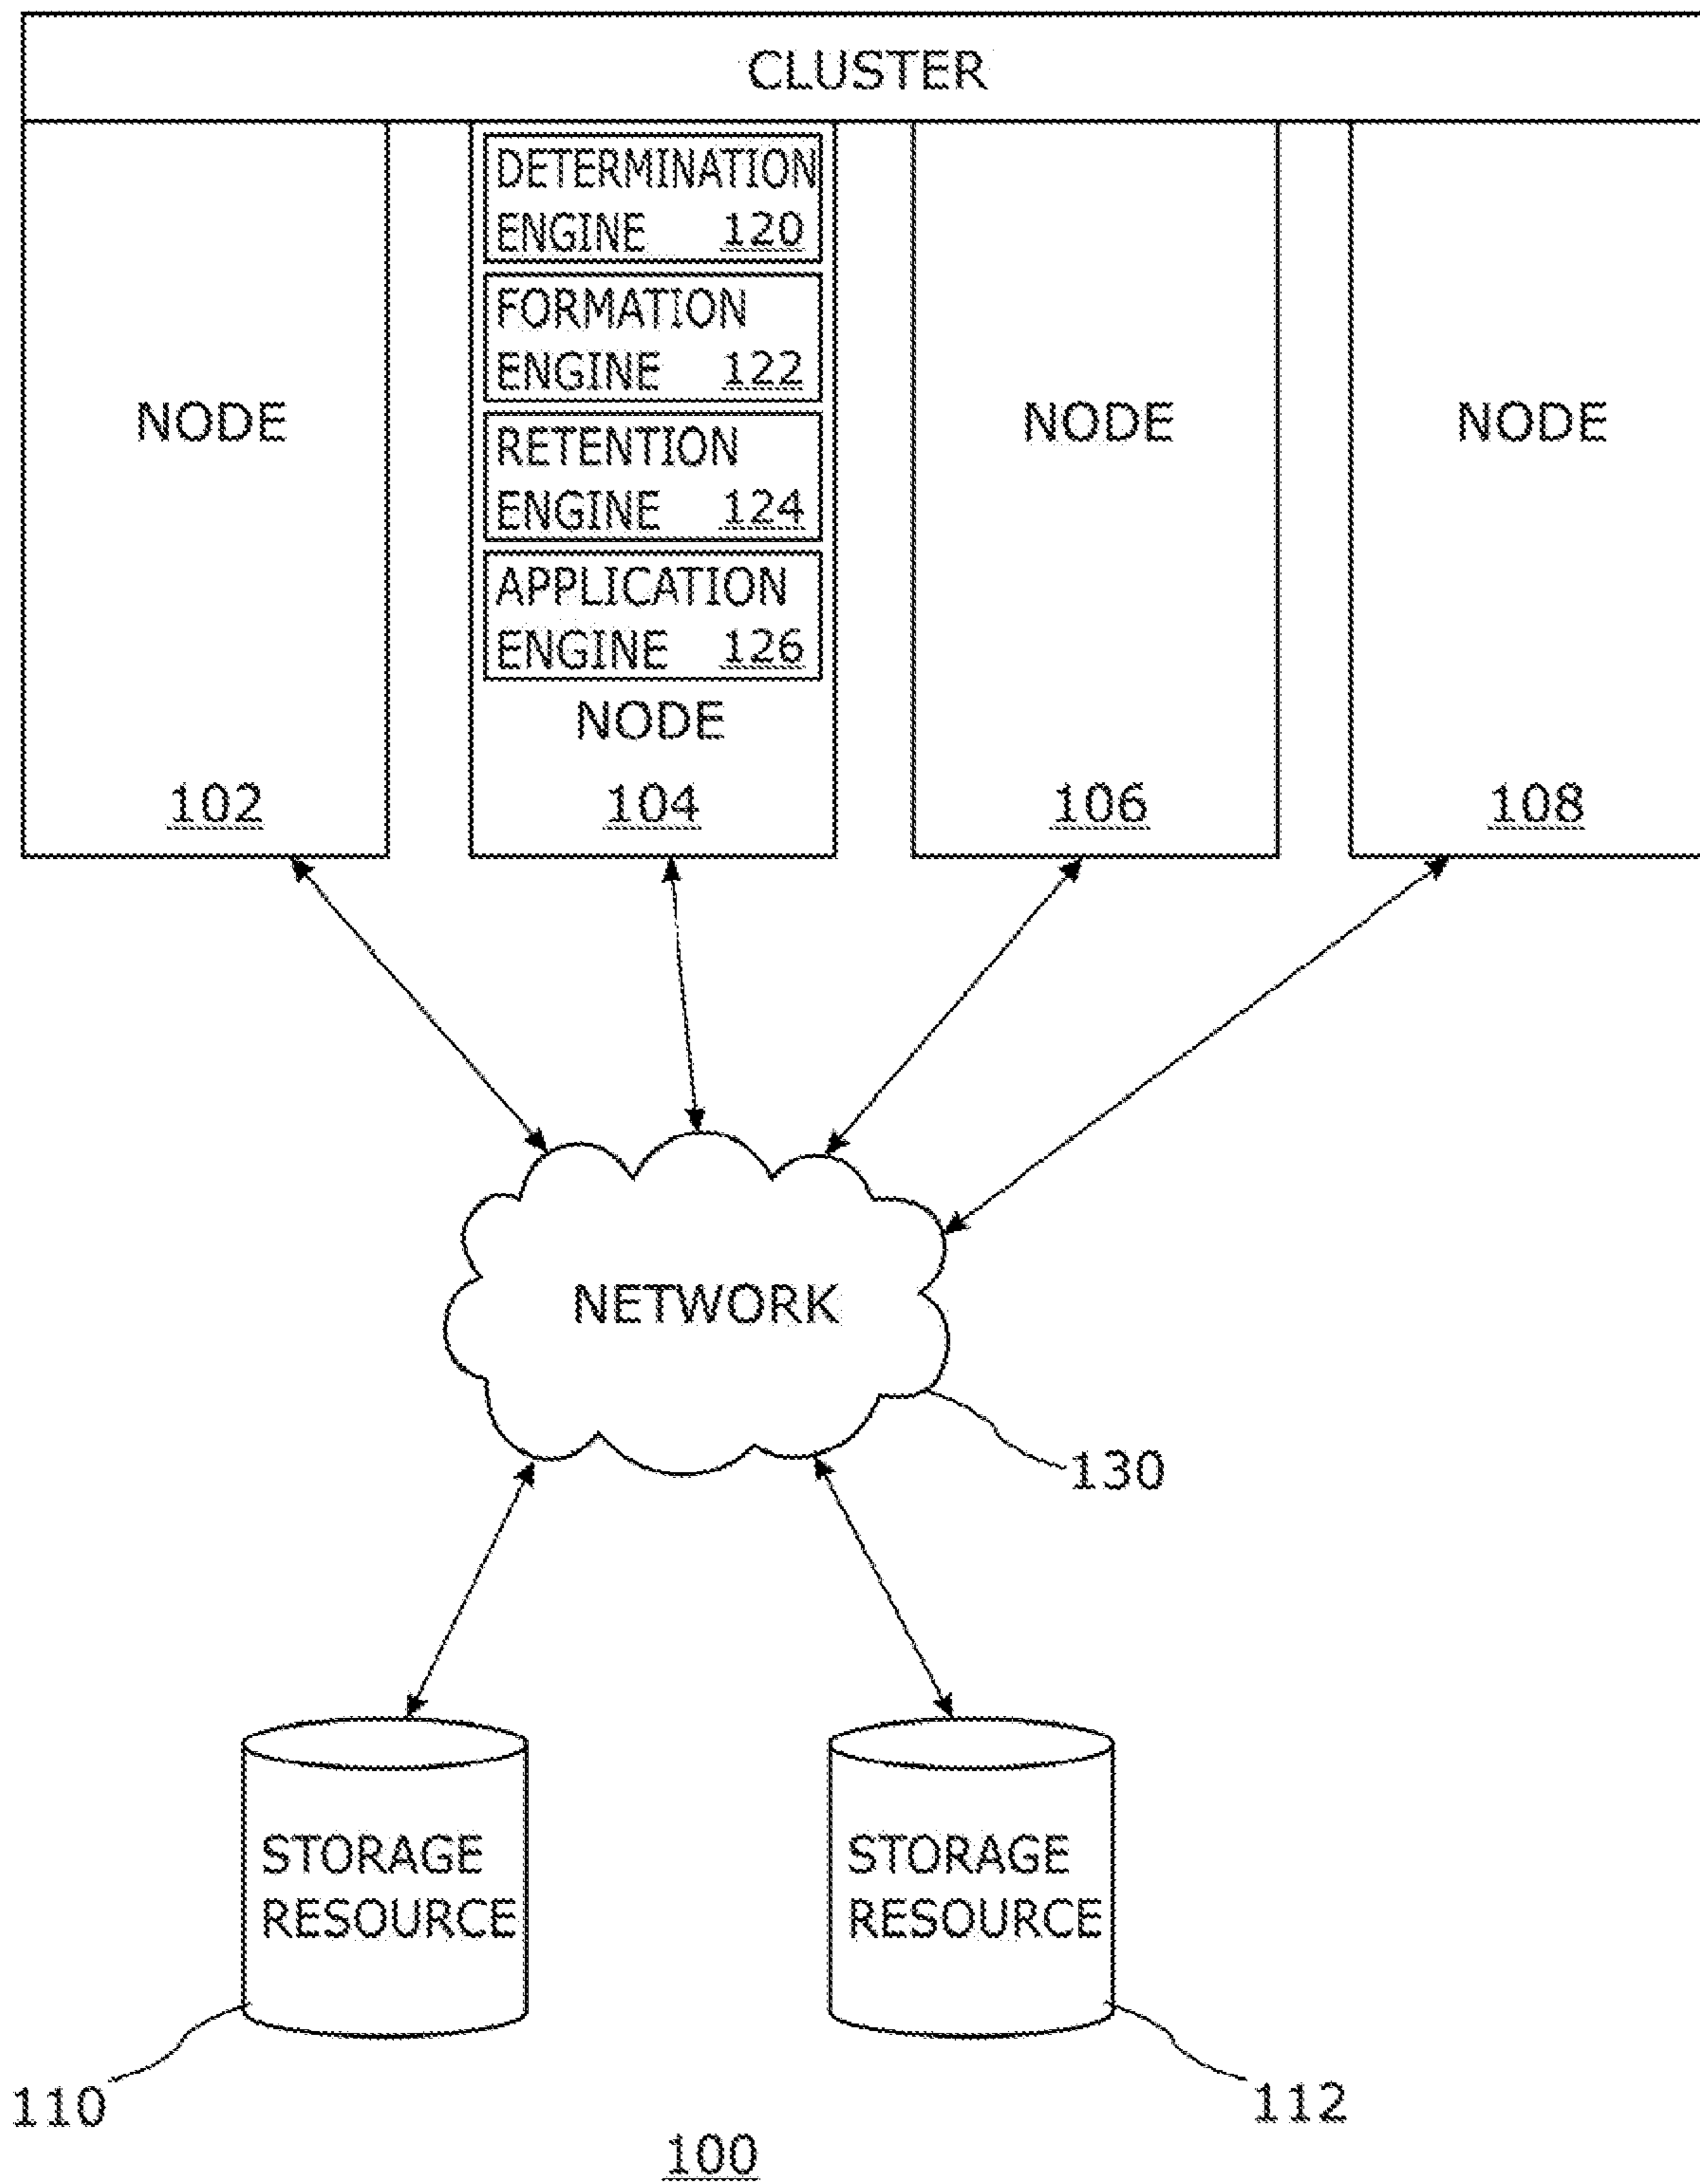 CLUSTER
NODE
102
DETERMINATION
ENGINE 120
FORMATION
ENGINE 122
RETENTION
ENGINE 124
APPLICATION
ENGINE 126
NODE
104
NODE
106
NODE
108
NETWORK
130
STORAGE
RESOURCE
110
STORAGE
RESOURCE
112
100